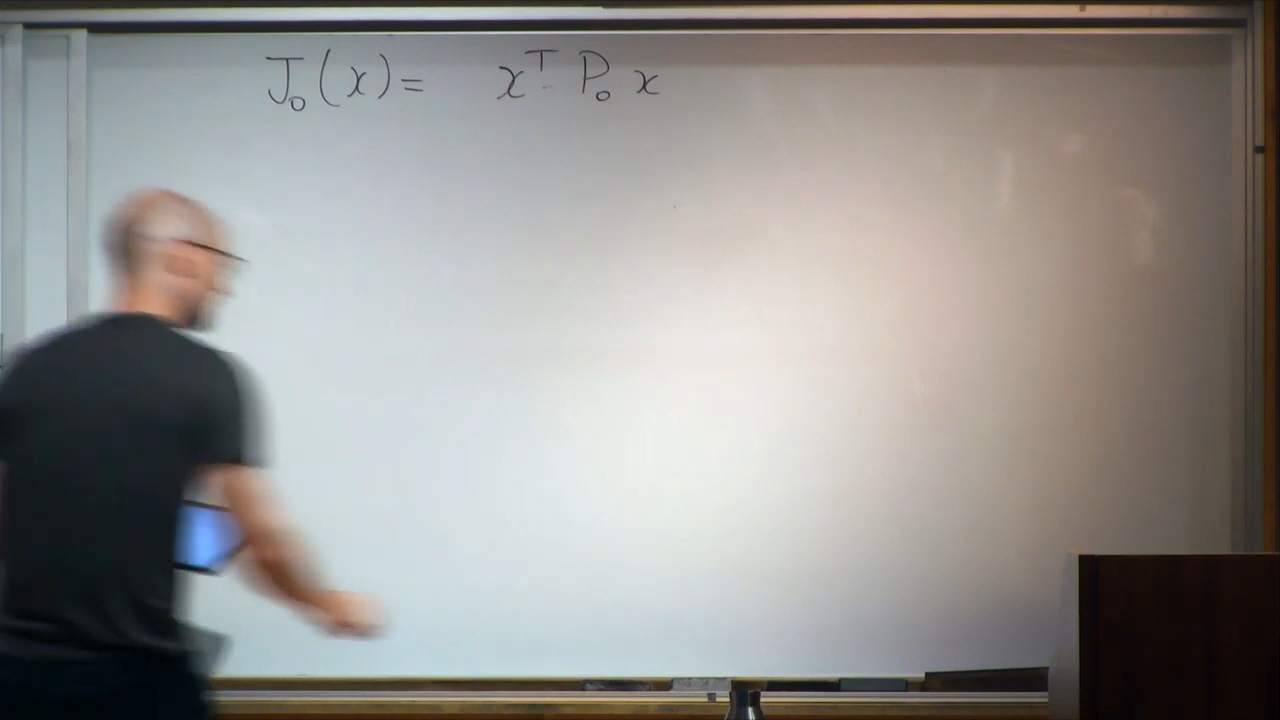 J₀(x) = xᵀ P₀ x